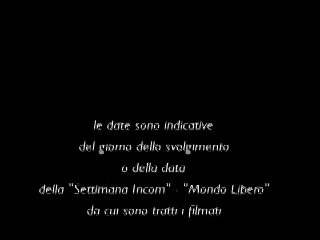 le date sono indicative
del giorno dello svolgimento
o della data
della "Settimana Incom" - "Mondo Libero"
da cui sono tratti i filmati